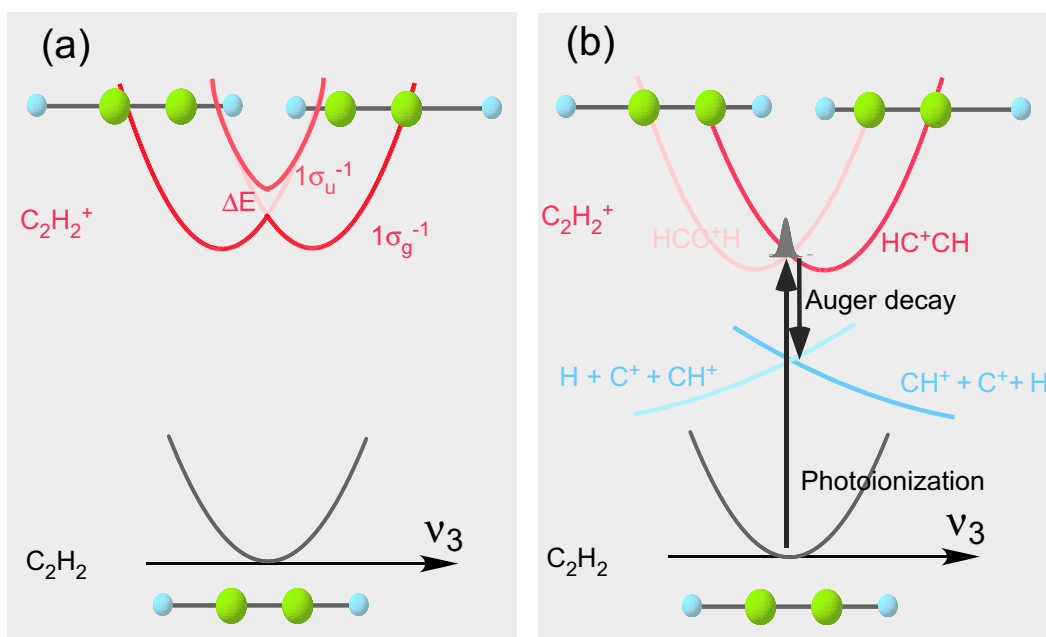 (a)
1σu⁻¹
ΔE
C₂H₂⁺
1σg⁻¹
ν₃
C₂H₂
(b)
C₂H₂⁺
HCC⁺H
HC⁺CH
Auger decay
H + C⁺ + CH⁺
CH⁺ + C⁺ + H
Photoionization
ν₃
C₂H₂